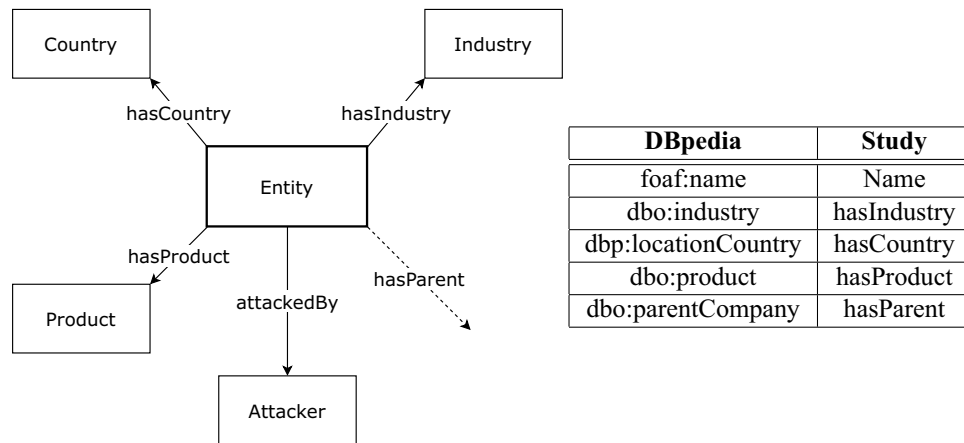 Country
Industry
hasCountry
hasIndustry
Entity
hasProduct
hasParent
attackedBy
Product
Attacker
DBpedia Study
foaf:name Name
dbo:industry hasIndustry
dbp:locationCountry hasCountry
dbo:product hasProduct
dbo:parentCompany hasParent